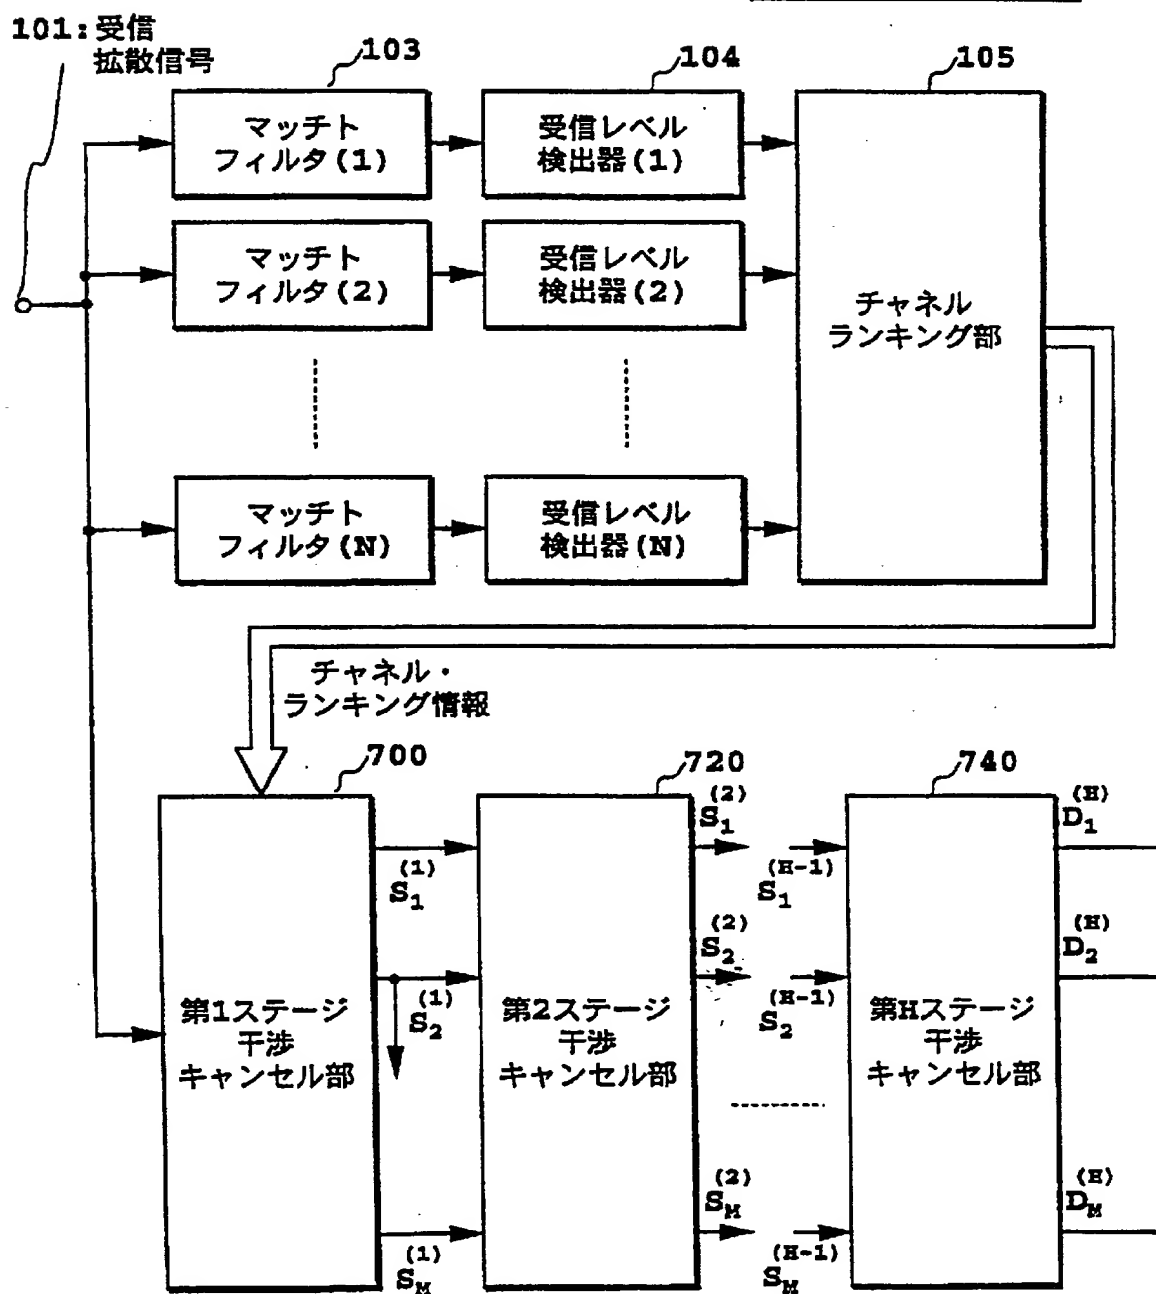 101:受信
拡散信号
103
104
105
マッチト
フィルタ(1)
受信レベル
検出器(1)
マッチト
フィルタ(2)
受信レベル
検出器(2)
チャネル
ランキング部
マッチト
フィルタ(N)
受信レベル
検出器(N)
チャネル・
ランキング情報
700
720
740
S₁⁽²⁾
D₁⁽ᴴ⁾
S₁⁽¹⁾
S₁⁽ᴴ⁻¹⁾
S₂⁽²⁾
D₂⁽ᴴ⁾
S₂⁽¹⁾
S₂⁽ᴴ⁻¹⁾
第1ステージ
干渉
キャンセル部
第2ステージ
干渉
キャンセル部
第Hステージ
干渉
キャンセル部
S_M⁽²⁾
D_M⁽ᴴ⁾
S_M⁽¹⁾
S_M⁽ᴴ⁻¹⁾